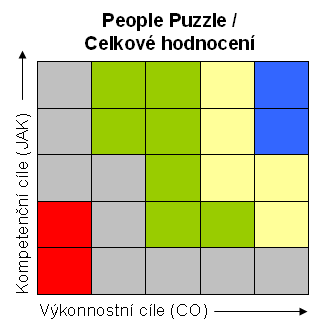 People Puzzle /
Celkové hodnocení
Kompetenční cíle (JAK)
Výkonnostní cíle (CO)